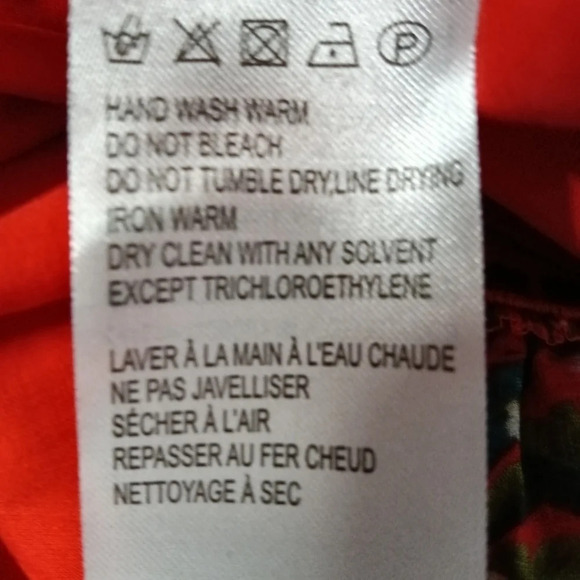 HAND WASH WARM
DO NOT BLEACH
DO NOT TUMBLE DRY,LINE DRYING
IRON WARM
DRY CLEAN WITH ANY SOLVENT
EXCEPT TRICHLOROETHYLENE
LAVER À LA MAIN À L'EAU CHAUDE
NE PAS JAVELLISER
SÉCHER À L'AIR
REPASSER AU FER CHEUD
NETTOYAGE À SEC